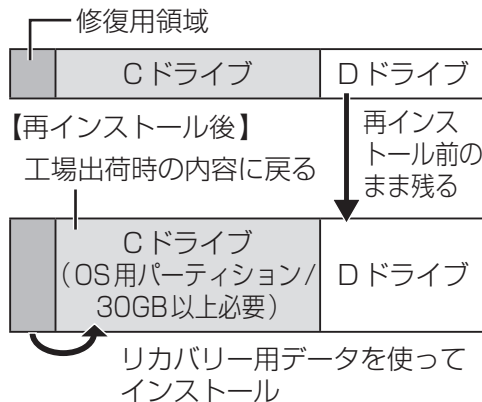 修復用領域
Cドライブ
Dドライブ
【再インストール後】
再インス
トール前の
まま残る
工場出荷時の内容に戻る
Cドライブ
(OS用パーティション/
30GB以上必要)
Dドライブ
リカバリー用データを使って
インストール